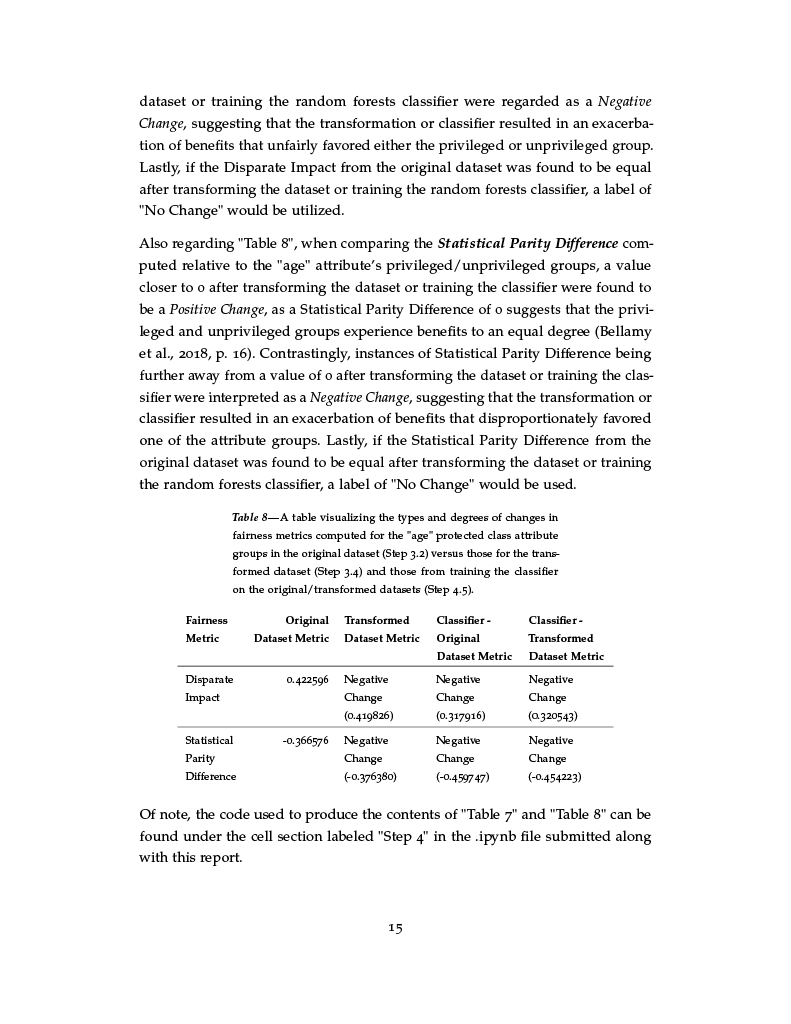 dataset or training the random forests classifier were regarded as a Negative
Change, suggesting that the transformation or classifier resulted in an exacerba-
tion of benefits that unfairly favored either the privileged or unprivileged group.
Lastly, if the Disparate Impact from the original dataset was found to be equal
after transforming the dataset or training the random forests classifier, a label of
"No Change" would be utilized.
Also regarding "Table 8", when comparing the Statistical Parity Difference com-
puted relative to the "age" attribute's privileged/unprivileged groups, a value
closer to 0 after transforming the dataset or training the classifier were found to
be a Positive Change, as a Statistical Parity Difference of 0 suggests that the privi-
leged and unprivileged groups experience benefits to an equal degree (Bellamy
et al., 2018, p. 16). Contrastingly, instances of Statistical Parity Difference being
further away from a value of 0 after transforming the dataset or training the clas-
sifier were interpreted as a Negative Change, suggesting that the transformation or
classifier resulted in an exacerbation of benefits that disproportionately favored
one of the attribute groups. Lastly, if the Statistical Parity Difference from the
original dataset was found to be equal after transforming the dataset or training
the random forests classifier, a label of "No Change" would be used.
Table 8—A table visualizing the types and degrees of changes in
fairness metrics computed for the "age" protected class attribute
groups in the original dataset (Step 3.2) versus those for the trans-
formed dataset (Step 3.4) and those from training the classifier
on the original/transformed datasets (Step 4.5).
Fairness Original Transformed Classifier - Classifier -
Metric Dataset Metric Dataset Metric Original Transformed
Dataset Metric Dataset Metric
Disparate 0.422596 Negative Negative Negative
Impact Change Change Change
(0.419826) (0.317916) (0.320543)
Statistical -0.366576 Negative Negative Negative
Parity Change Change Change
Difference (-0.376380) (-0.459747) (-0.454223)
Of note, the code used to produce the contents of "Table 7" and "Table 8" can be
found under the cell section labeled "Step 4" in the .ipynb file submitted along
with this report.
15